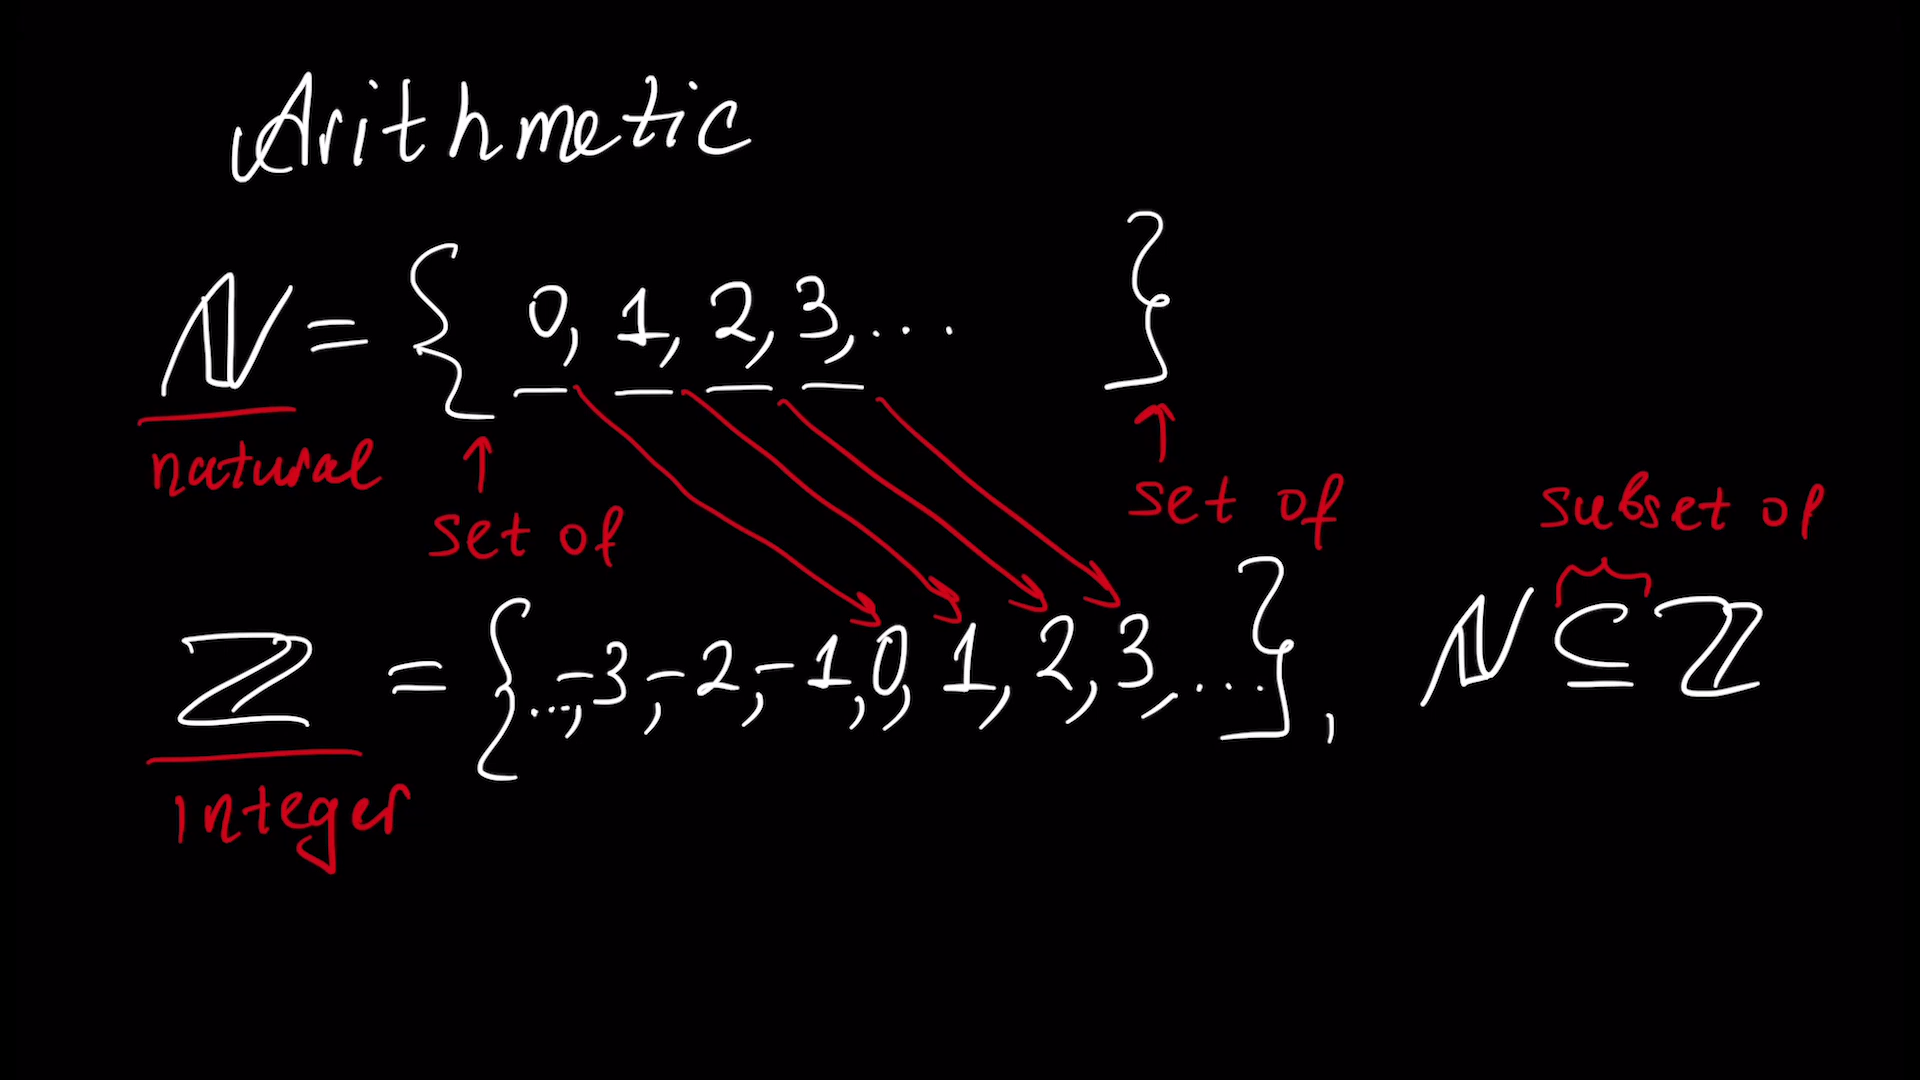 Arithmetic
ℕ = { 0, 1, 2, 3, ... }
natural
set of
set of
subset of
ℤ = {..., -3, -2, -1, 0, 1, 2, 3, ...}, ℕ ⊆ ℤ
integer